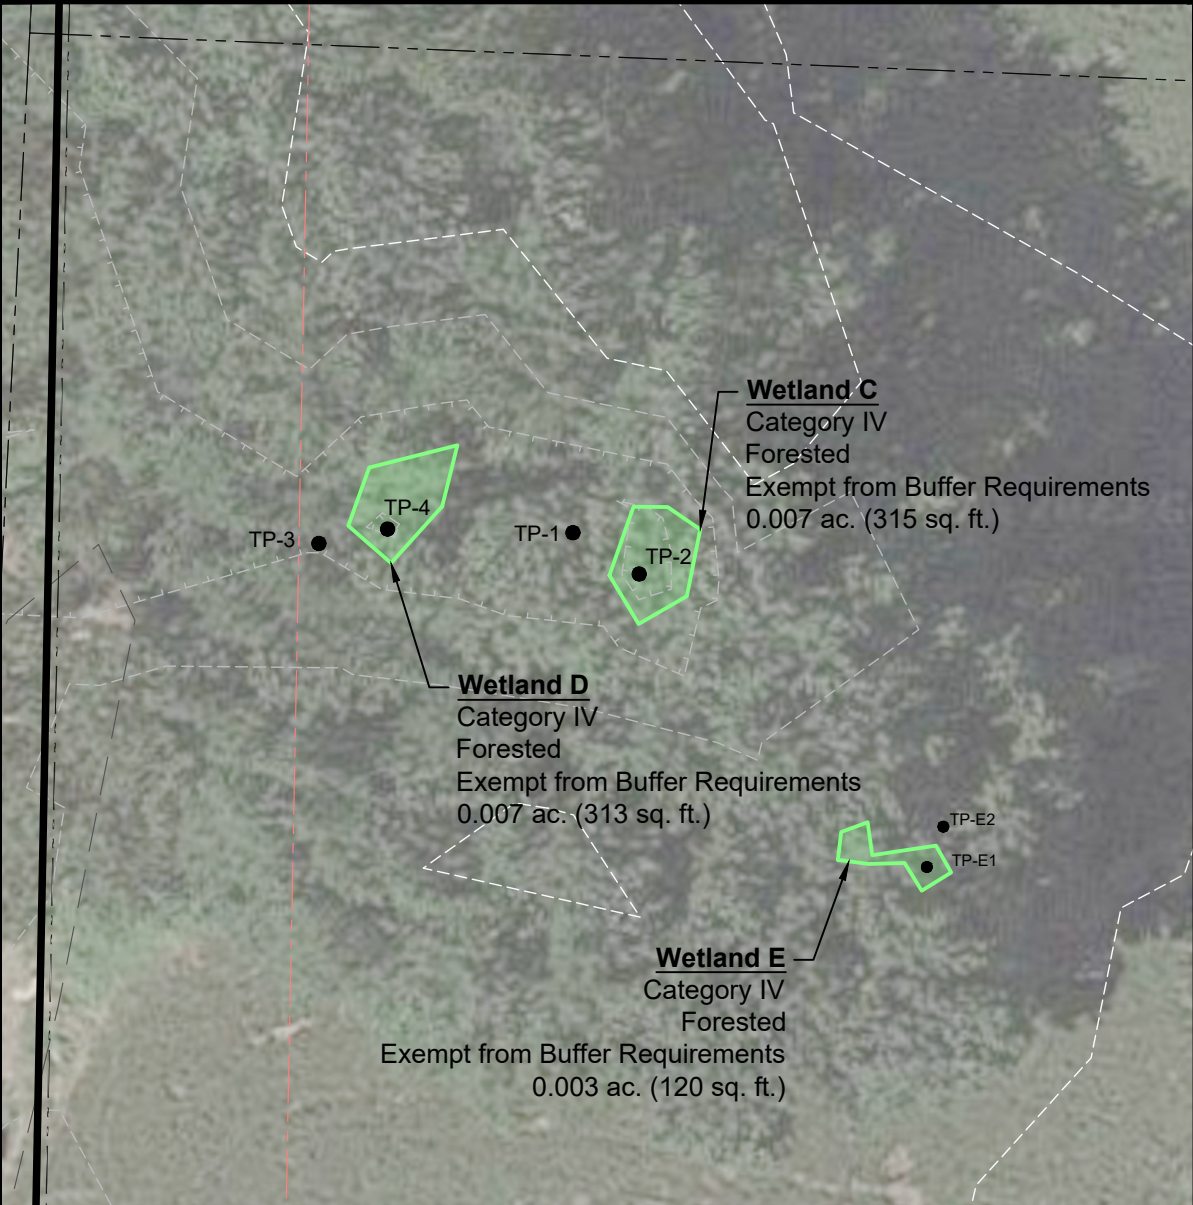 Wetland C
Category IV
Forested
Exempt from Buffer Requirements
0.007 ac. (315 sq. ft.)
TP-4
TP-3
TP-1
TP-2
Wetland D
Category IV
Forested
Exempt from Buffer Requirements
0.007 ac. (313 sq. ft.)
TP-E2
TP-E1
Wetland E
Category IV
Forested
Exempt from Buffer Requirements
0.003 ac. (120 sq. ft.)